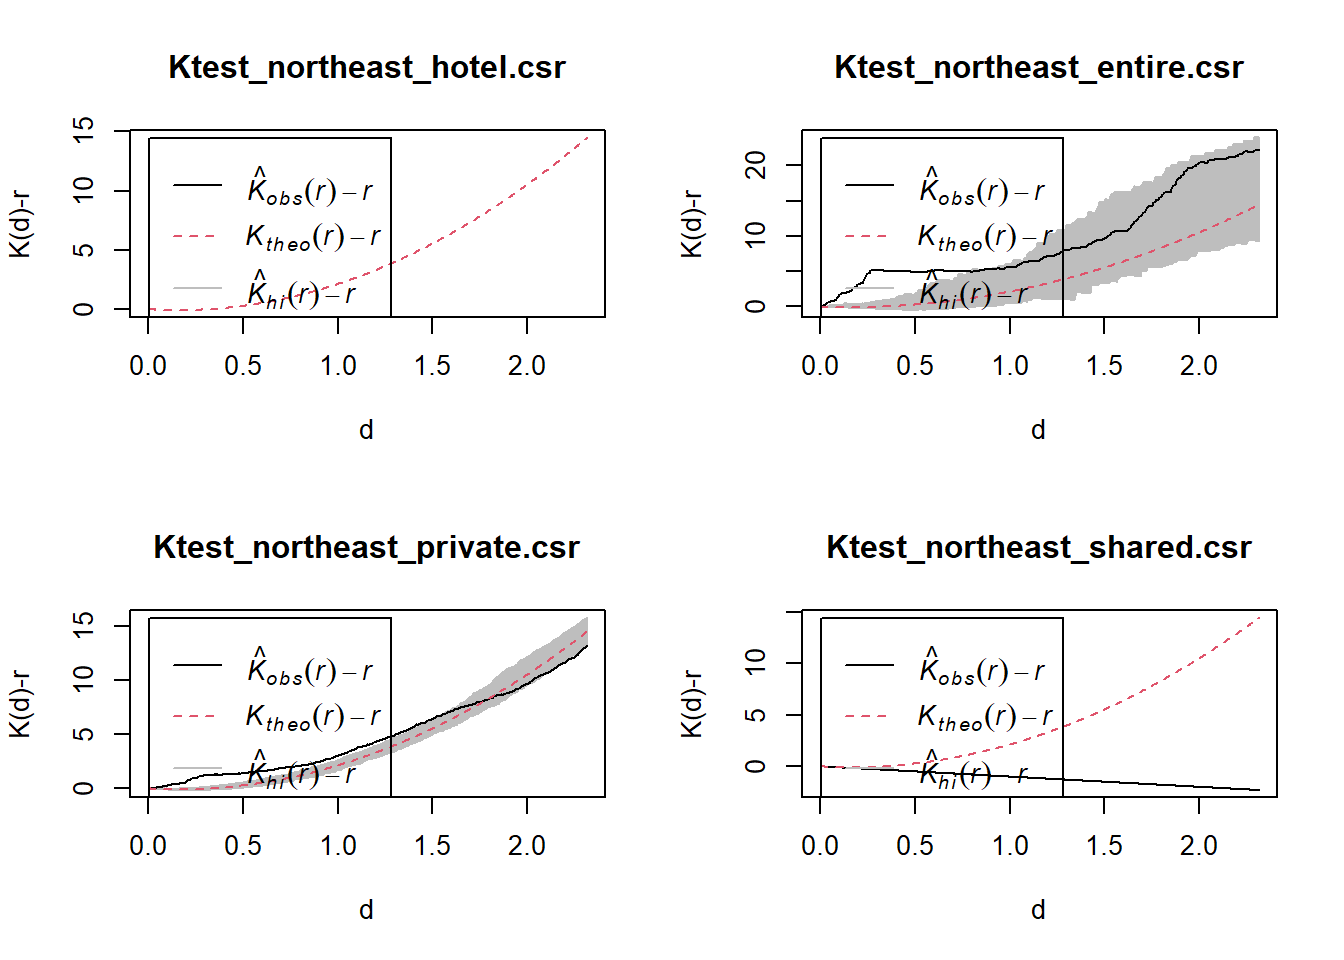 Ktest_northeast_hotel.csr
K(d)-r
15
10
5
0
K̂obs(r) − r
Ktheo(r) − r
K̂hi(r) − r
0.0 0.5 1.0 1.5 2.0
d
Ktest_northeast_entire.csr
K(d)-r
20
10
0
K̂obs(r) − r
Ktheo(r) − r
K̂hi(r) − r
0.0 0.5 1.0 1.5 2.0
d
Ktest_northeast_private.csr
K(d)-r
15
10
5
0
K̂obs(r) − r
Ktheo(r) − r
K̂hi(r) − r
0.0 0.5 1.0 1.5 2.0
d
Ktest_northeast_shared.csr
K(d)-r
10
5
0
K̂obs(r) − r
Ktheo(r) − r
K̂hi(r) − r
0.0 0.5 1.0 1.5 2.0
d